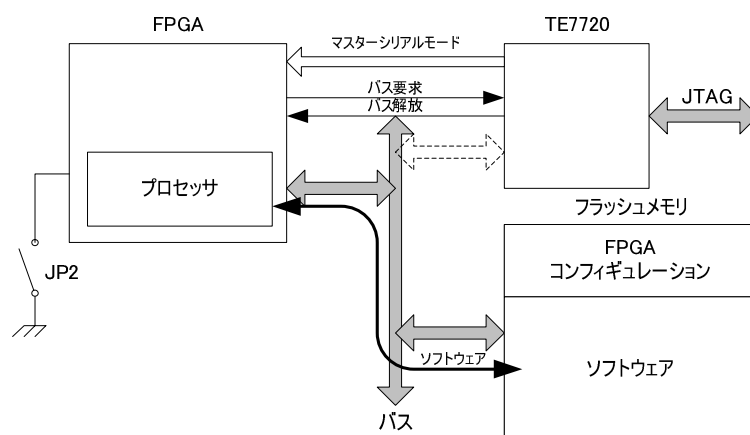 FPGA
TE7720
マスターシリアルモード
バス要求
バス解放
JTAG
プロセッサ
フラッシュメモリ
FPGA
コンフィギュレーション
JP2
ソフトウェア
ソフトウェア
バス